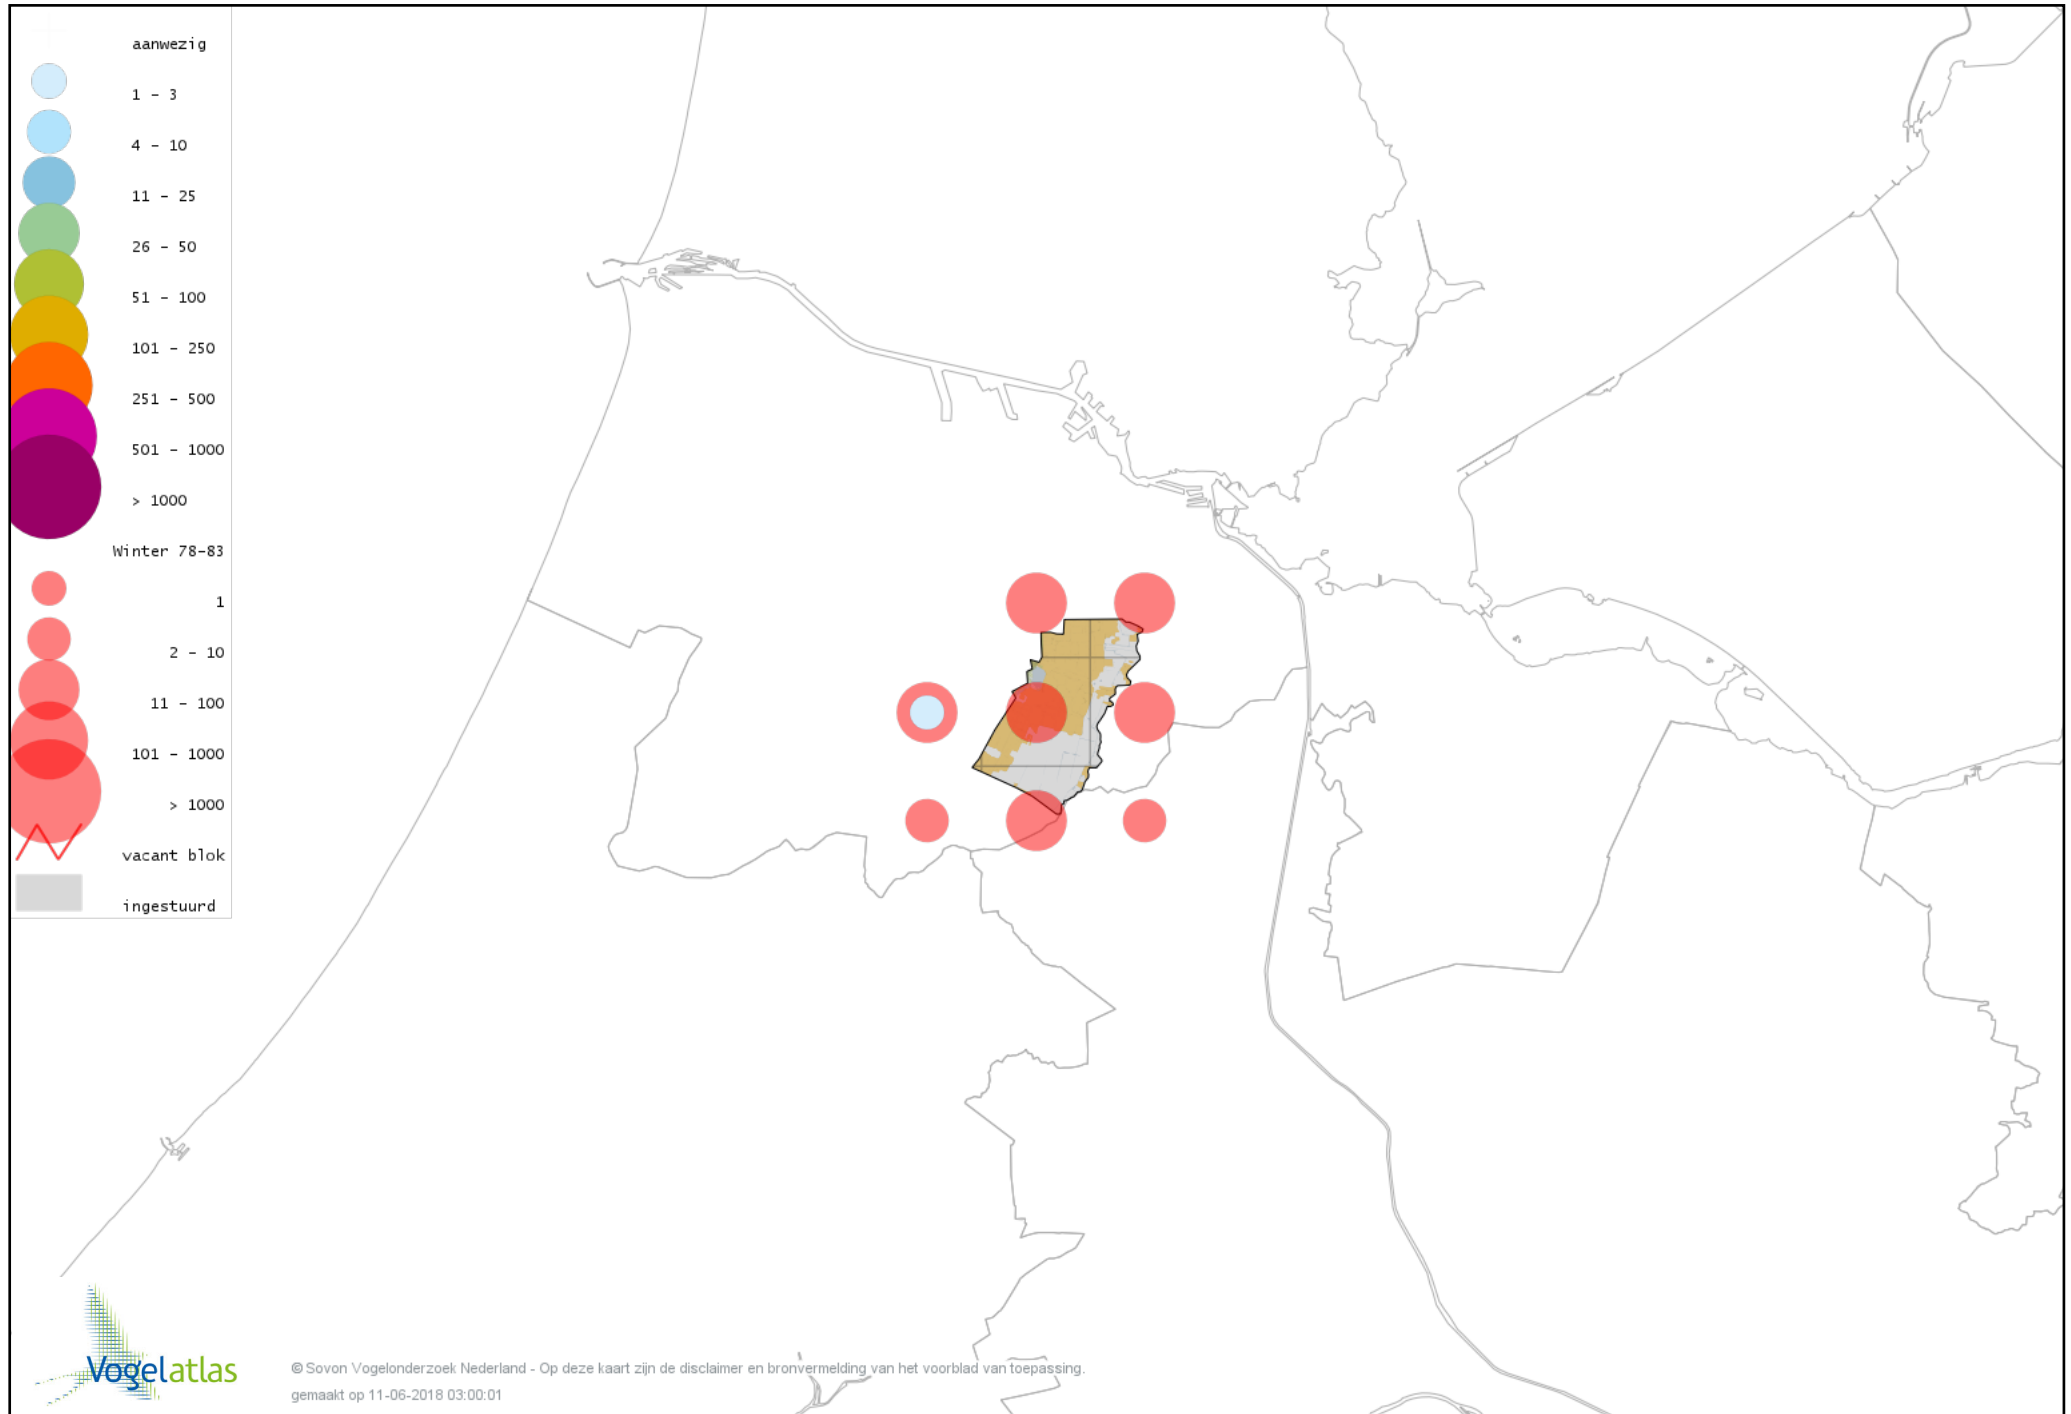 aanwezig
1 - 3
4 - 10
11 - 25
26 - 50
51 - 100
101 - 250
251 - 500
501 - 1000
> 1000
Winter 78-83
1
2 - 10
11 - 100
101 - 1000
> 1000
vacant blok
ingestuurd
Vogelatlas
© Sovon Vogelonderzoek Nederland - Op deze kaart zijn de disclaimer en bronvermelding van het voorblad van toepassing.
gemaakt op 11-06-2018 03:00:01